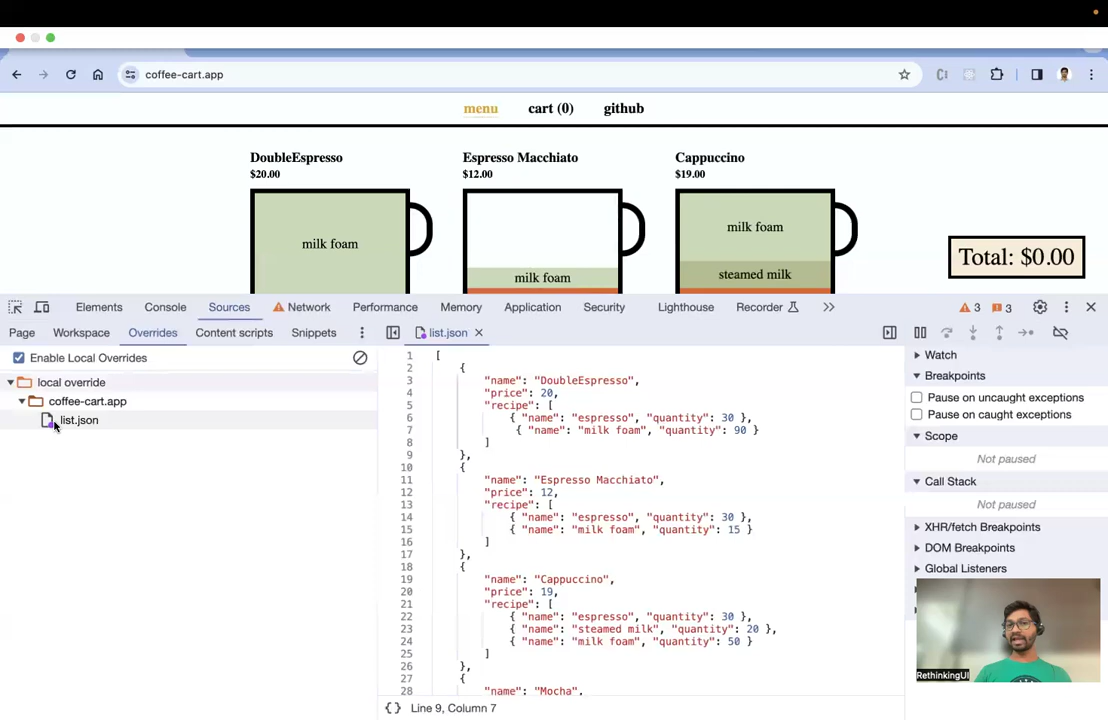 coffee-cart.app
menu
cart (0)
github
DoubleEspresso
$20.00
Espresso Macchiato
$12.00
Cappuccino
$19.00
milk foam
milk foam
milk foam
steamed milk
Total: $0.00
Elements
Console
Sources
Network
Performance
Memory
Application
Security
Lighthouse
Recorder
3
3
Page
Workspace
Overrides
Content scripts
Snippets
list.json
Enable Local Overrides
local override
coffee-cart.app
list.json
1 [
2 {
3 "name": "DoubleEspresso",
4 "price": 20,
5 "recipe": [
6 { "name": "espresso", "quantity": 30 },
7 { "name": "milk foam", "quantity": 90 }
8 ]
9 },
10 {
11 "name": "Espresso Macchiato",
12 "price": 12,
13 "recipe": [
14 { "name": "espresso", "quantity": 30 },
15 { "name": "milk foam", "quantity": 15 }
16 ]
17 },
18 {
19 "name": "Cappuccino",
20 "price": 19,
21 "recipe": [
22 { "name": "espresso", "quantity": 30 },
23 { "name": "steamed milk", "quantity": 20 },
24 { "name": "milk foam", "quantity": 50 }
25 ]
26 },
27 {
28 "name": "Mocha",
{ } Line 9, Column 7
Watch
Breakpoints
Pause on uncaught exceptions
Pause on caught exceptions
Scope
Not paused
Call Stack
Not paused
XHR/fetch Breakpoints
DOM Breakpoints
Global Listeners
RethinkingUI